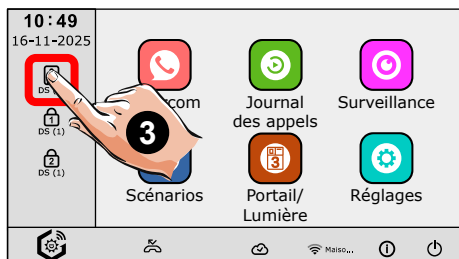 10:49
16-11-2025
DS
1
DS (1)
2
DS (1)
3
com
Journal
des appels
Surveillance
Scénarios
3
Portail/
Lumière
Réglages
Maiso...